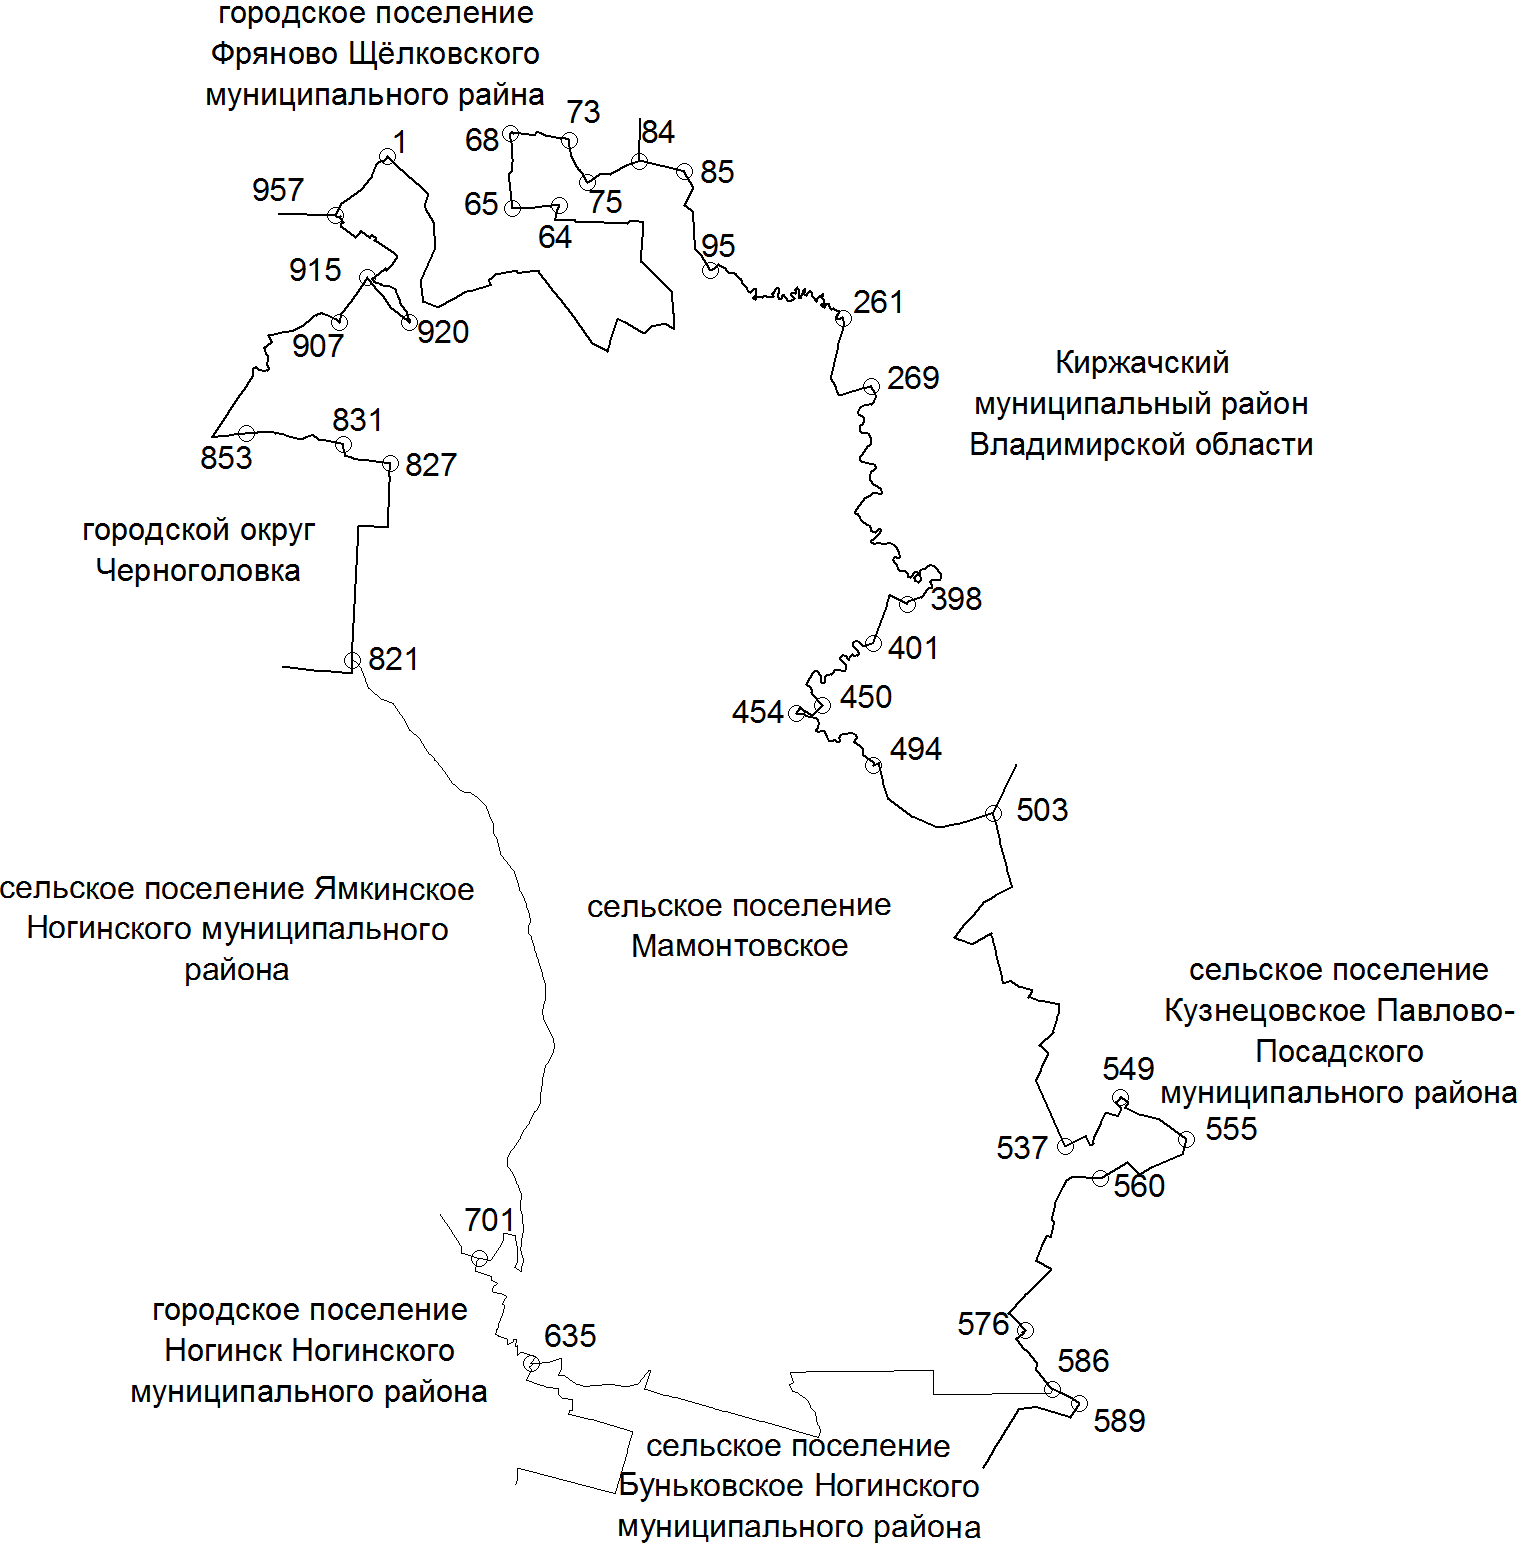 городское поселение
Фряново Щёлковского
муниципального райна
73
68
84
1
85
957
65
75
64
95
915
261
920
907
Киржачский
муниципальный район
Владимирской области
269
831
853
827
городской округ
Черноголовка
398
401
821
450
454
494
503
сельское поселение Ямкинское
Ногинского муниципального
района
сельское поселение
Мамонтовское
сельское поселение
Кузнецовское Павлово-
Посадского
муниципального района
549
555
537
560
701
городское поселение
Ногинск Ногинского
муниципального района
576
635
586
589
сельское поселение
Буньковское Ногинского
муниципального района